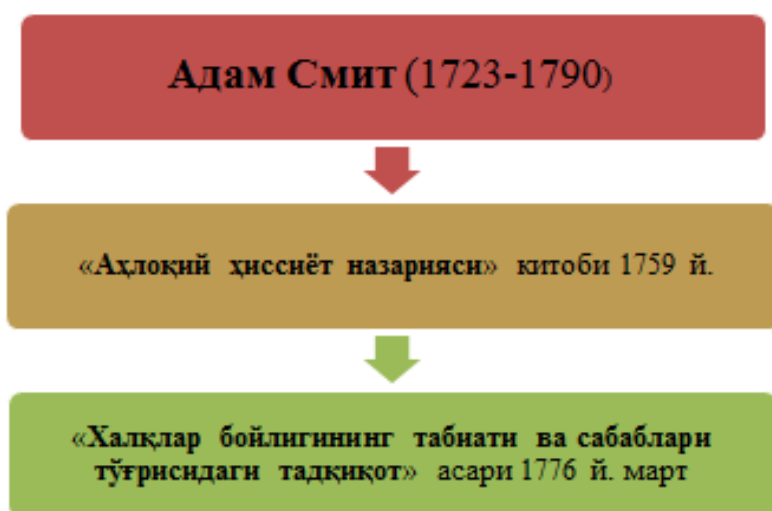 Адам Смит (1723-1790)
«Аҳлоқий ҳиссиёт назарияси» китоби 1759 й.
«Халқлар бойлигининг табиати ва сабаблари
тўғрисидаги тадқиқот» асари 1776 й. март